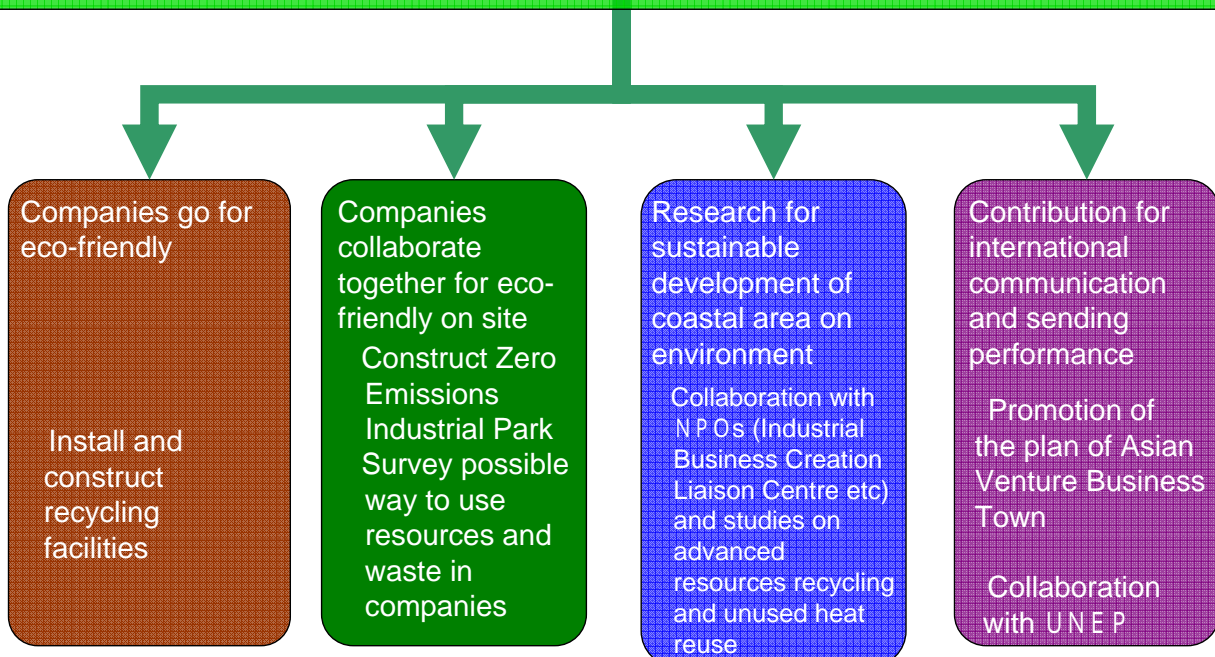 Companies go for
eco-friendly
Install and
construct
recycling
facilities
Companies
collaborate
together for eco-
friendly on site
Construct Zero
Emissions
Industrial Park
Survey possible
way to use
resources and
waste in
companies
Research for
sustainable
development of
coastal area on
environment
Collaboration with
NPOs (Industrial
Business Creation
Liaison Centre etc)
and studies on
advanced
resources recycling
and unused heat
reuse
Contribution for
international
communication
and sending
performance
Promotion of
the plan of Asian
Venture Business
Town
Collaboration
with UNEP